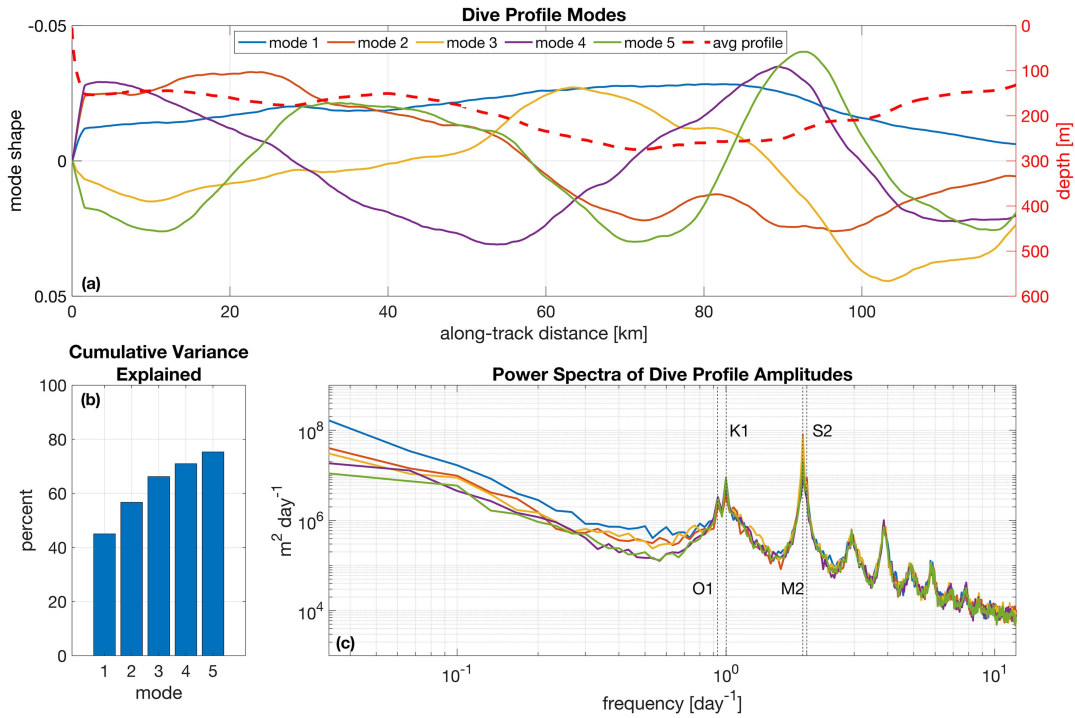 Dive Profile Modes
mode 1 mode 2 mode 3 mode 4 mode 5 avg profile
-0.05
0
0.05
mode shape
0
100
200
300
400
500
600
depth [m]
(a)
0 20 40 60 80 100
along-track distance [km]
Cumulative Variance
Explained
(b)
100
80
60
40
20
0
percent
1 2 3 4 5
mode
Power Spectra of Dive Profile Amplitudes
10^8
10^6
10^4
m^2 day^-1
K1
S2
O1
M2
(c)
10^-1 10^0 10^1
frequency [day^-1]